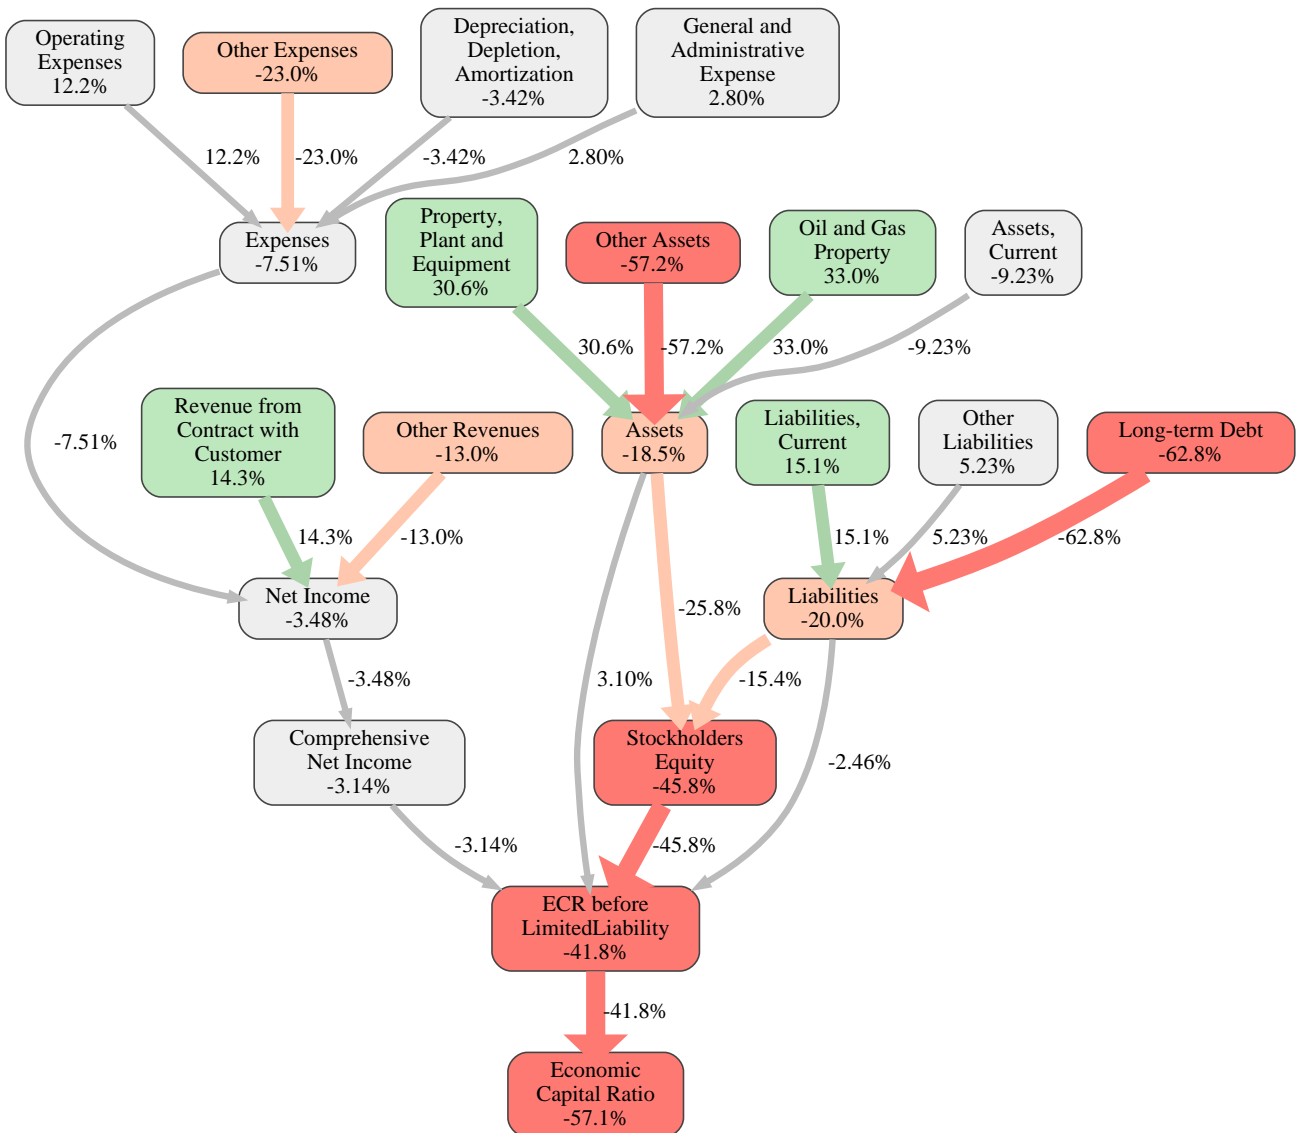 Operating
Expenses
12.2%
Other Expenses
-23.0%
Depreciation,
Depletion,
Amortization
-3.42%
General and
Administrative
Expense
2.80%
12.2%
-23.0%
-3.42%
2.80%
Expenses
-7.51%
Property,
Plant and
Equipment
30.6%
Other Assets
-57.2%
Oil and Gas
Property
33.0%
Assets,
Current
-9.23%
30.6%
-57.2%
33.0%
-9.23%
-7.51%
Revenue from
Contract with
Customer
14.3%
Other Revenues
-13.0%
Assets
-18.5%
Liabilities,
Current
15.1%
Other
Liabilities
5.23%
Long-term Debt
-62.8%
14.3%
-13.0%
15.1%
5.23%
-62.8%
Net Income
-3.48%
-25.8%
Liabilities
-20.0%
-3.48%
3.10%
-15.4%
Comprehensive
Net Income
-3.14%
Stockholders
Equity
-45.8%
-2.46%
-3.14%
-45.8%
ECR before
LimitedLiability
-41.8%
-41.8%
Economic
Capital Ratio
-57.1%